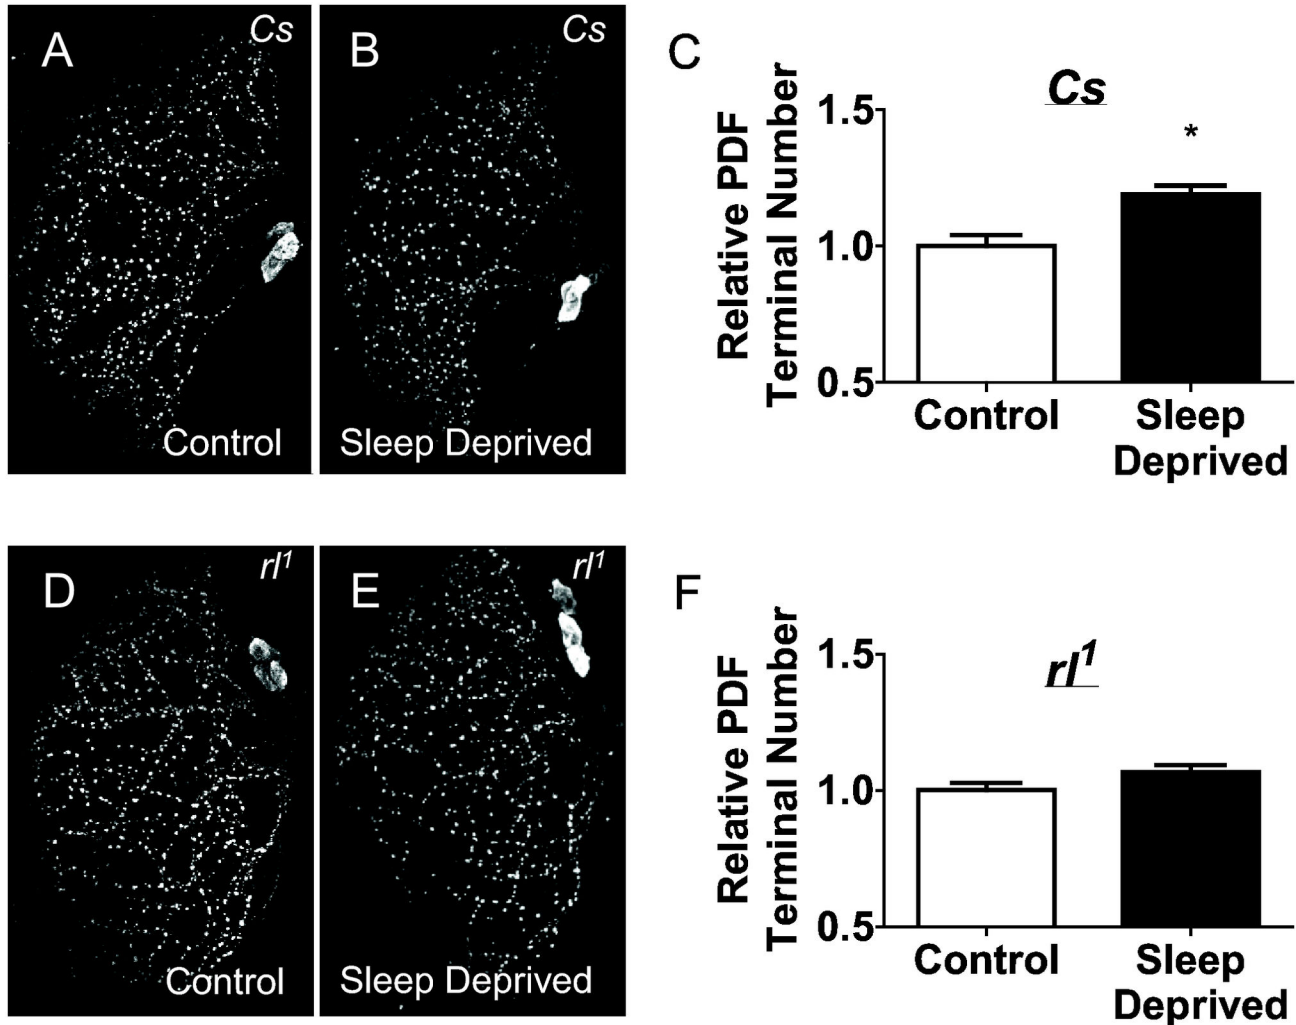 A
Cs
Control
B
Cs
Sleep Deprived
C
Cs
Relative PDF
Terminal Number
1.5
1.0
0.5
Control
Sleep
Deprived
*
D
rl¹
Control
E
rl¹
Sleep Deprived
F
rl¹
Relative PDF
Terminal Number
1.5
1.0
0.5
Control
Sleep
Deprived